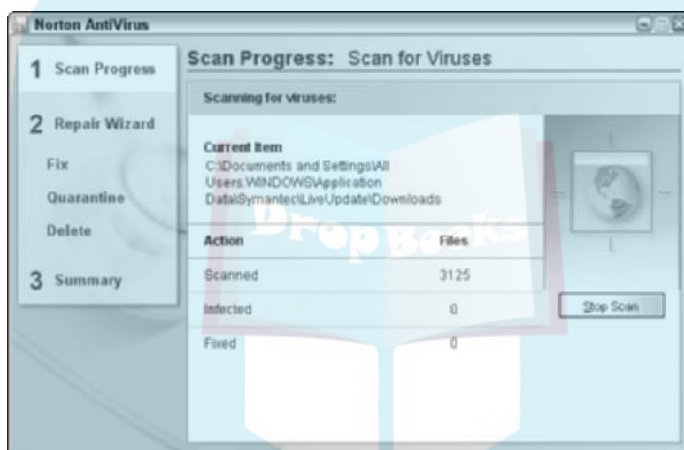 Norton AntiVirus
1 Scan Progress
2 Repair Wizard
Fix
Quarantine
Delete
3 Summary
Scan Progress: Scan for Viruses
Scanning for viruses:
Current Item
C:\Documents and Settings\All
Users.WINDOWS\Application
Data\Symantec\LiveUpdate\Downloads
Action Files
Scanned 3125
Infected 0
Fixed 0
Stop Scan
DropBooks